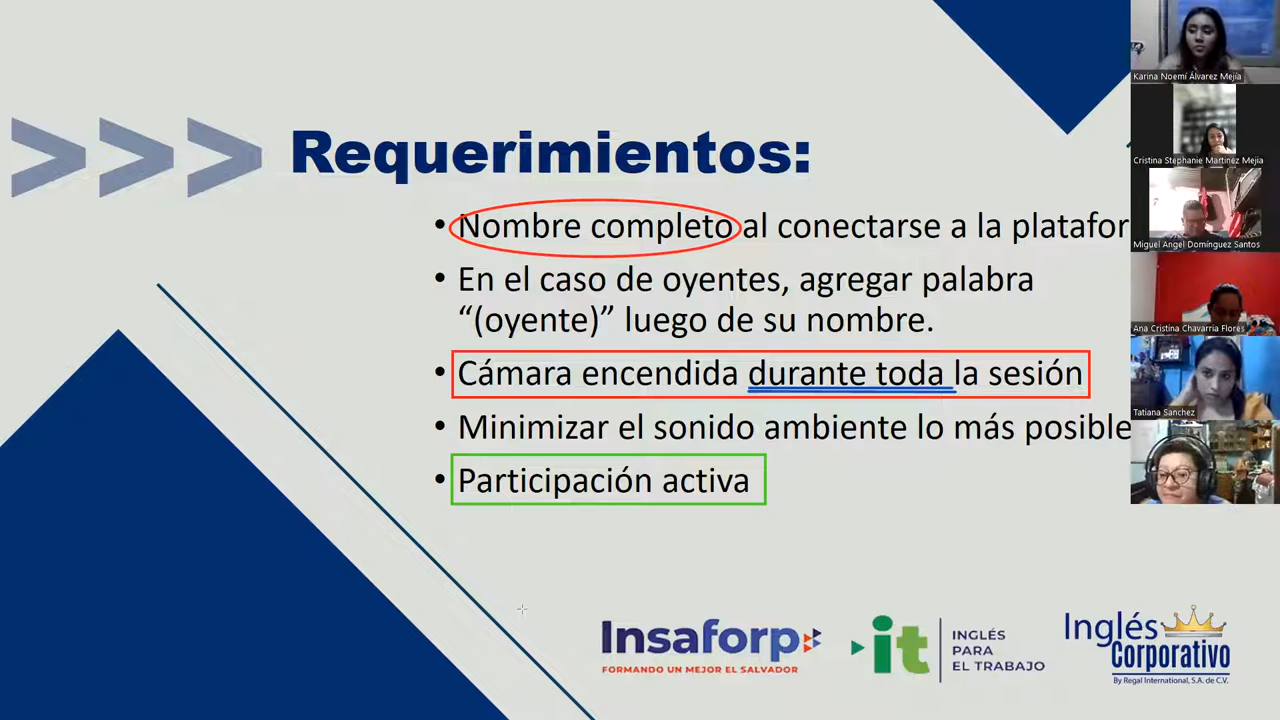 >>> Requerimientos:
• Nombre completo al conectarse a la platafor
• En el caso de oyentes, agregar palabra
“(oyente)” luego de su nombre.
• Cámara encendida durante toda la sesión
• Minimizar el sonido ambiente lo más posible
• Participación activa
Insaforp
FORMANDO UN MEJOR EL SALVADOR
it
INGLÉS
PARA
EL TRABAJO
Inglés
Corporativo
By Regal International, S.A. de C.V.
Karina Noemí Álvarez Mejía
Cristina Stephanie Martinez Mejia
Miguel Angel Domínguez Santos
Ana Cristina Chavarria Flores
Tatiana Sanchez